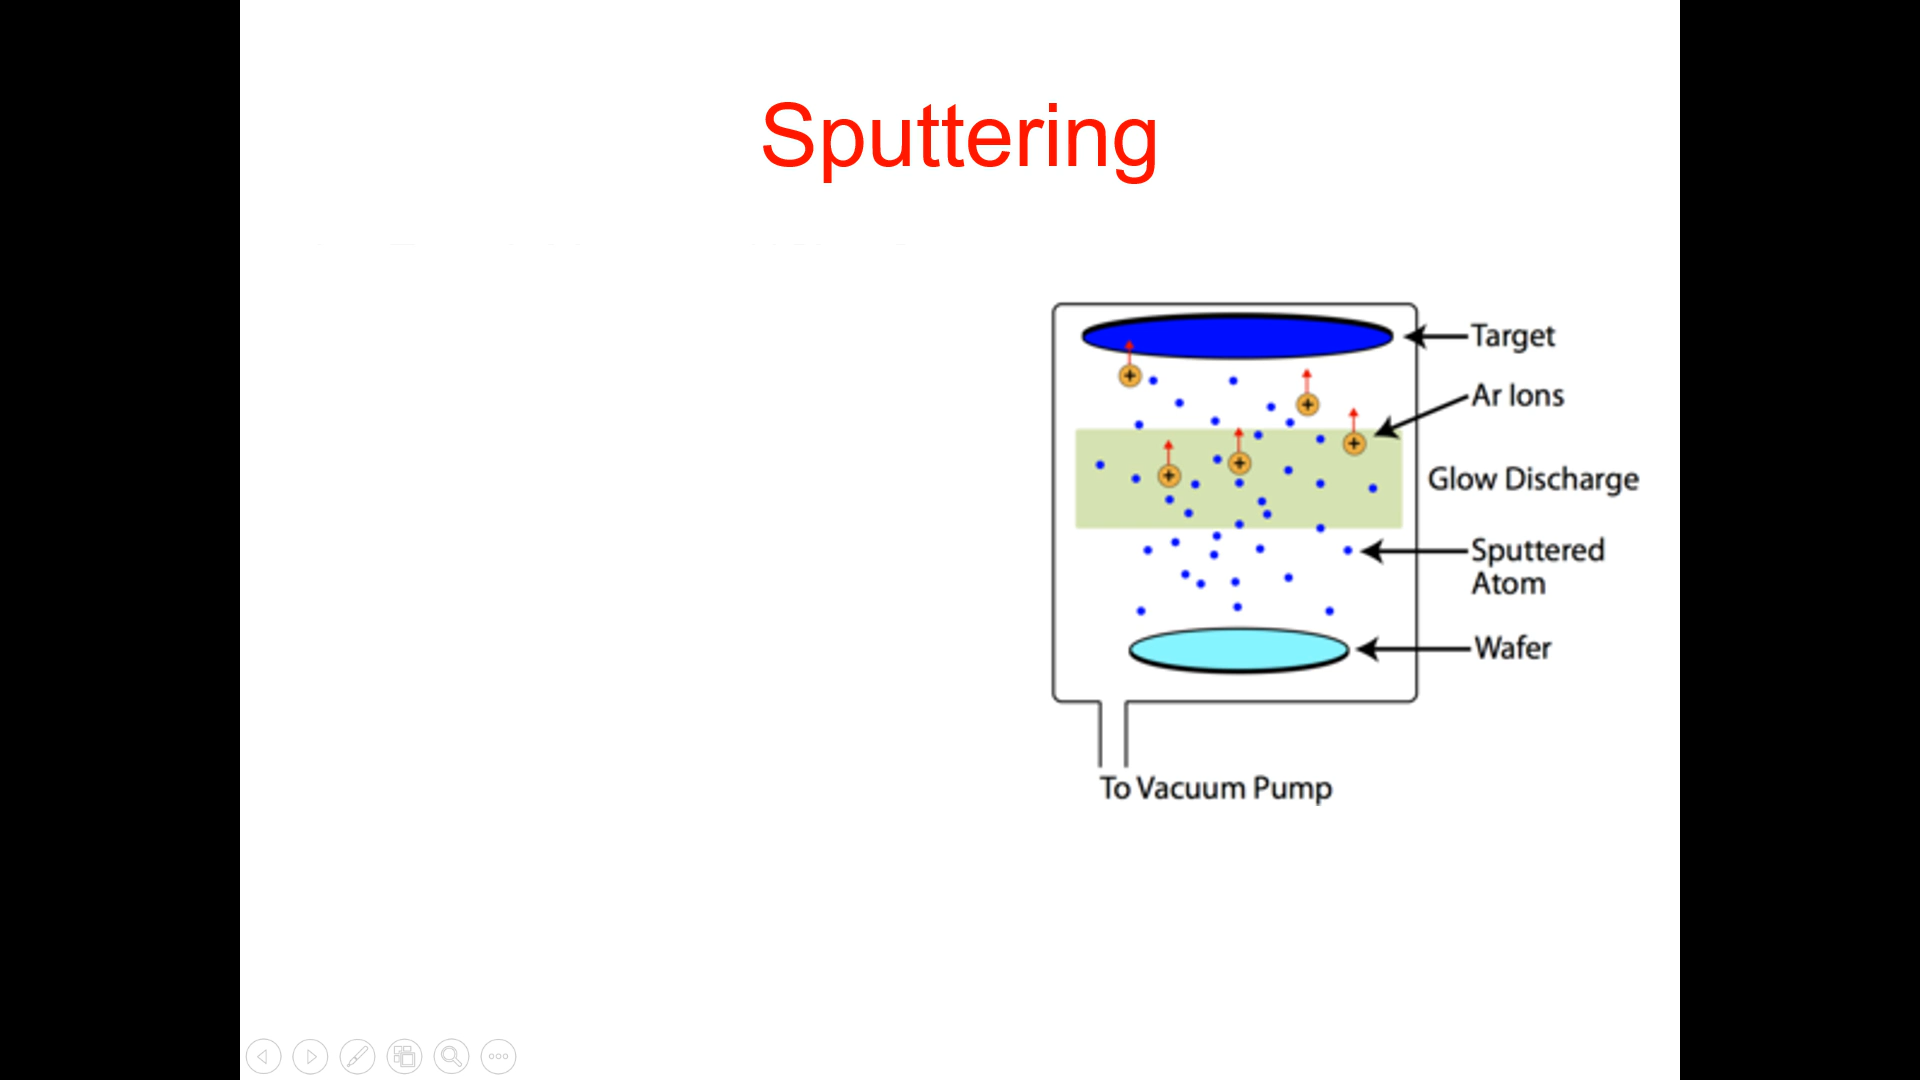 Sputtering
Target
Ar Ions
Glow Discharge
Sputtered
Atom
Wafer
To Vacuum Pump